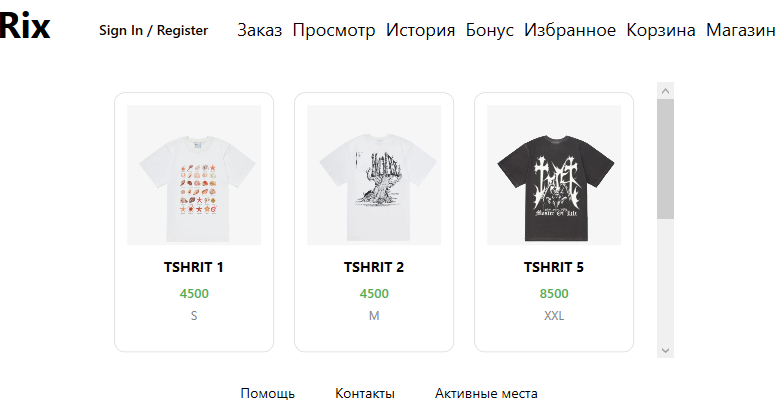 Rix Sign In / Register Заказ Просмотр История Бонус Избранное Корзина Магазин
TSHRIT 1 TSHRIT 2 TSHRIT 5
4500 4500 8500
S M XXL
Помощь Контакты Активные места